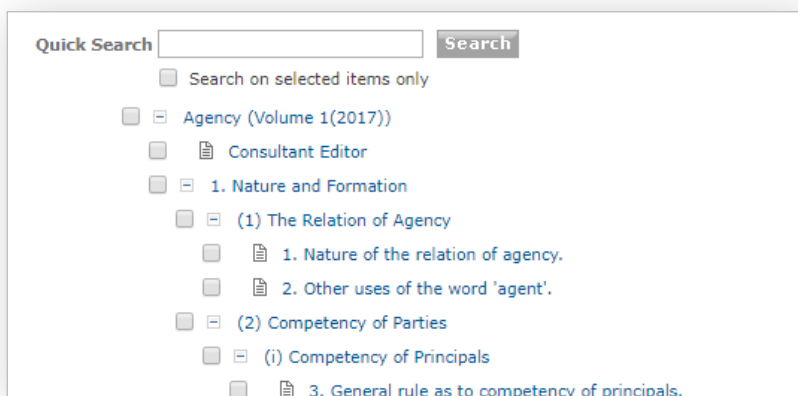 Quick Search Search
Search on selected items only
Agency (Volume 1(2017))
Consultant Editor
1. Nature and Formation
(1) The Relation of Agency
1. Nature of the relation of agency.
2. Other uses of the word 'agent'.
(2) Competency of Parties
(i) Competency of Principals
3. General rule as to competency of principals.